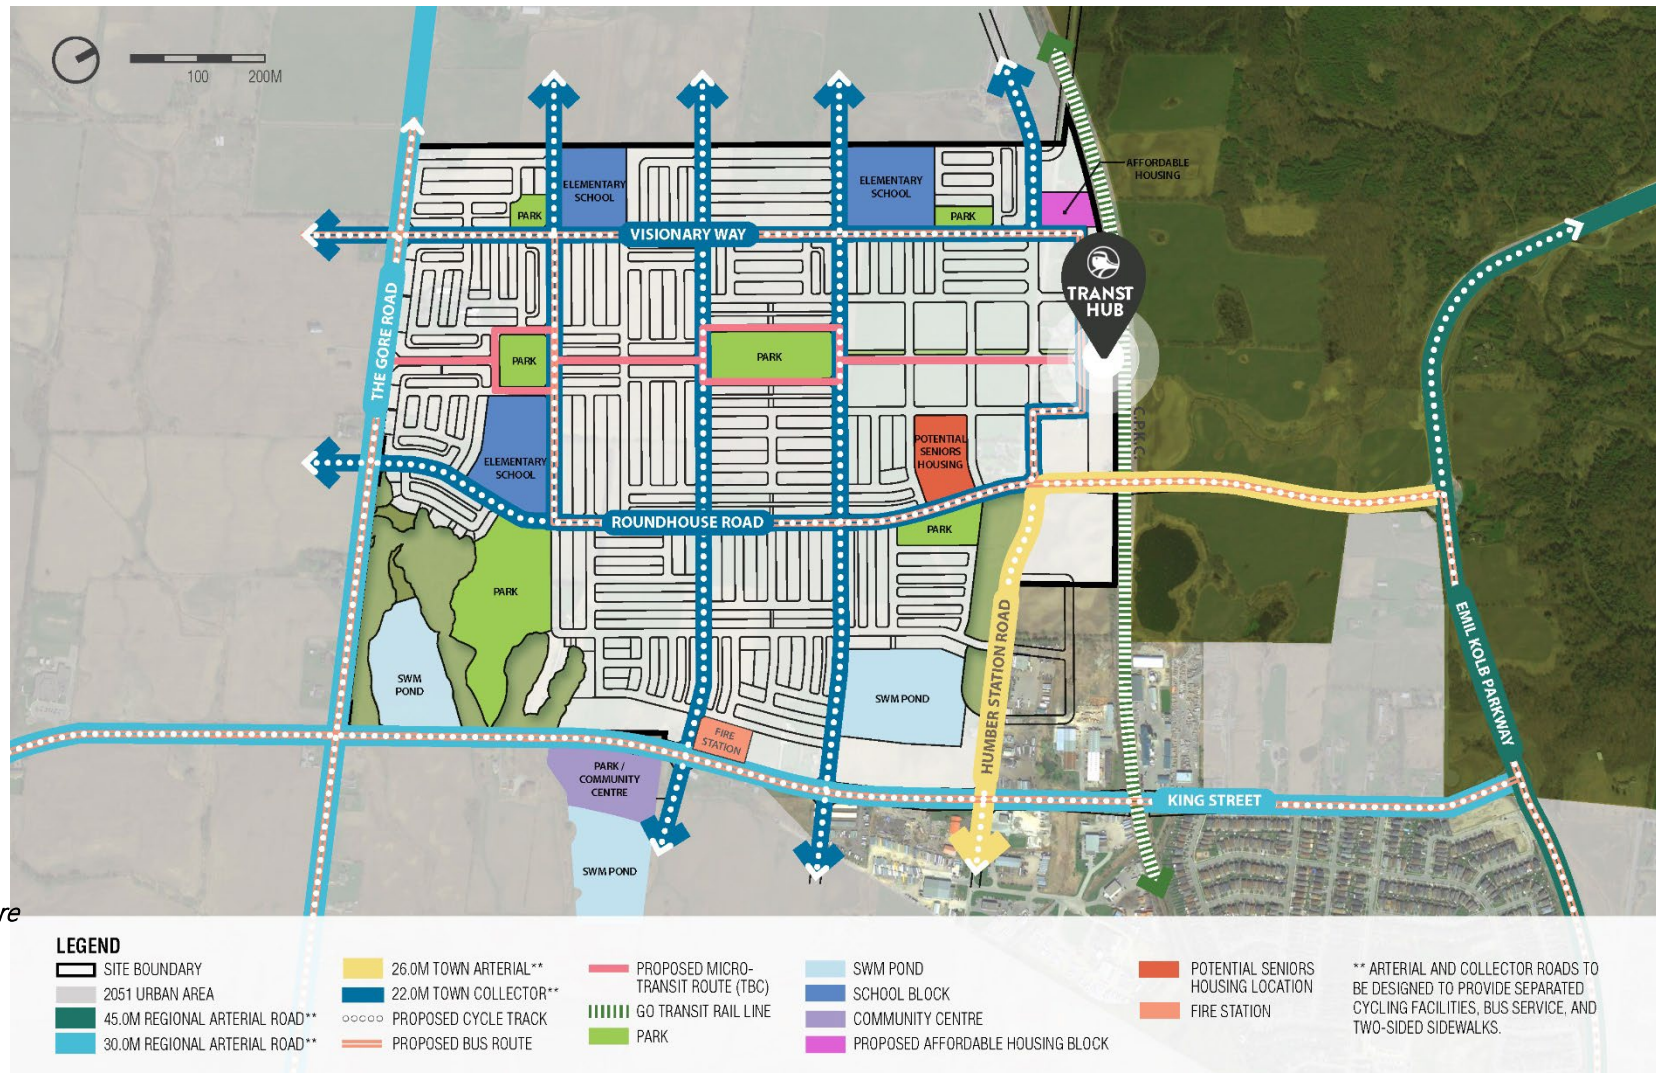 100
200M
AFFORDABLE
HOUSING
ELEMENTARY
SCHOOL
ELEMENTARY
SCHOOL
PARK
PARK
VISIONARY WAY
TRANST
HUB
THE GORE ROAD
PARK
PARK
C.P.K.C.
ELEMENTARY
SCHOOL
POTENTIAL
SENIORS
HOUSING
ROUNDHOUSE ROAD
PARK
PARK
HUMBER STATION ROAD
EMIL KOLB PARKWAY
SWM
POND
SWM POND
FIRE
STATION
PARK /
COMMUNITY
CENTRE
KING STREET
SWM POND
re
LEGEND
SITE BOUNDARY
2051 URBAN AREA
45.0M REGIONAL ARTERIAL ROAD**
30.0M REGIONAL ARTERIAL ROAD**
26.0M TOWN ARTERIAL**
22.0M TOWN COLLECTOR**
PROPOSED CYCLE TRACK
PROPOSED BUS ROUTE
PROPOSED MICRO-
TRANSIT ROUTE (TBC)
GO TRANSIT RAIL LINE
PARK
SWM POND
SCHOOL BLOCK
COMMUNITY CENTRE
PROPOSED AFFORDABLE HOUSING BLOCK
POTENTIAL SENIORS
HOUSING LOCATION
FIRE STATION
** ARTERIAL AND COLLECTOR ROADS TO
BE DESIGNED TO PROVIDE SEPARATED
CYCLING FACILITIES, BUS SERVICE, AND
TWO-SIDED SIDEWALKS.